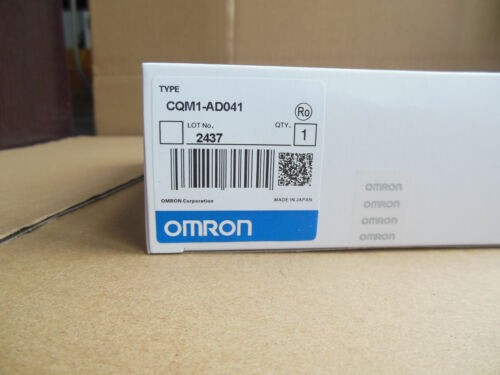 TYPE
CQM1-AD041
Ro
LOT No. QTY.
2437 1
OMRON Corporation MADE IN JAPAN
OMRON
OMRON
OMRON
OMRON
OMRON